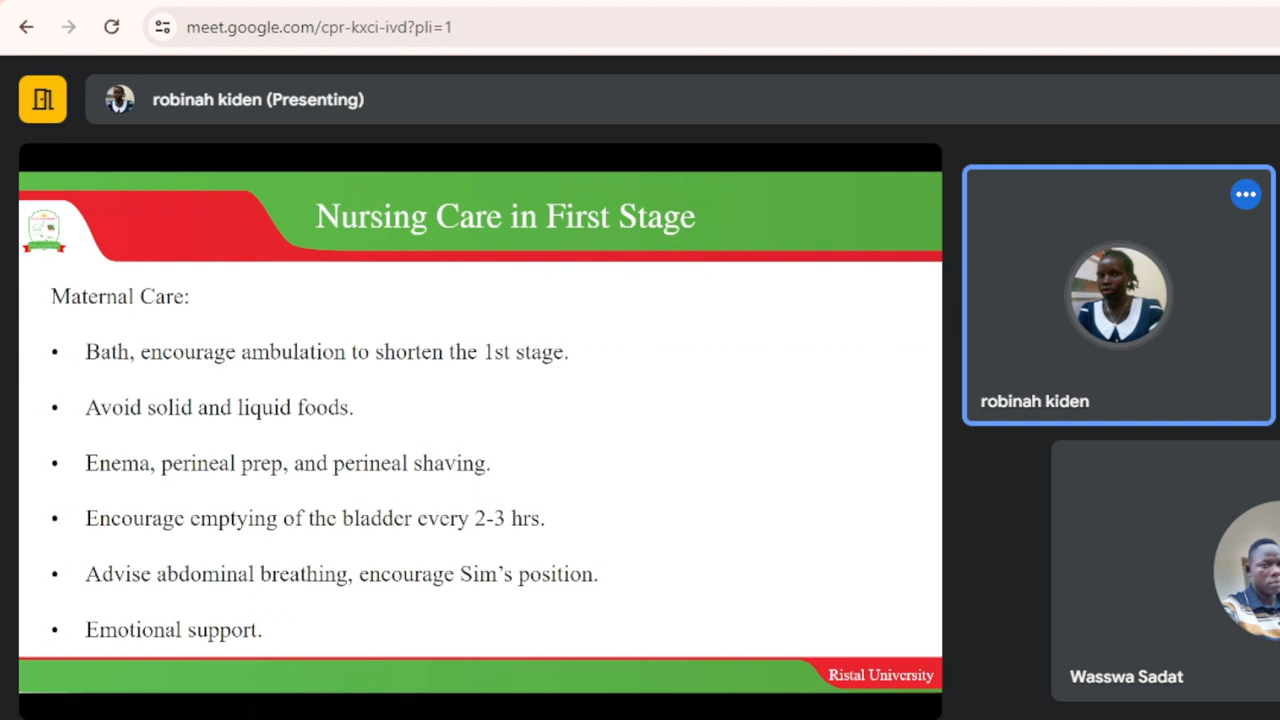 meet.google.com/cpr-kxci-ivd?pli=1
robinah kiden (Presenting)
Nursing Care in First Stage
Maternal Care:
• Bath, encourage ambulation to shorten the 1st stage.
• Avoid solid and liquid foods.
• Enema, perineal prep, and perineal shaving.
• Encourage emptying of the bladder every 2-3 hrs.
• Advise abdominal breathing, encourage Sim’s position.
• Emotional support.
Ristal University
robinah kiden
Wasswa Sadat